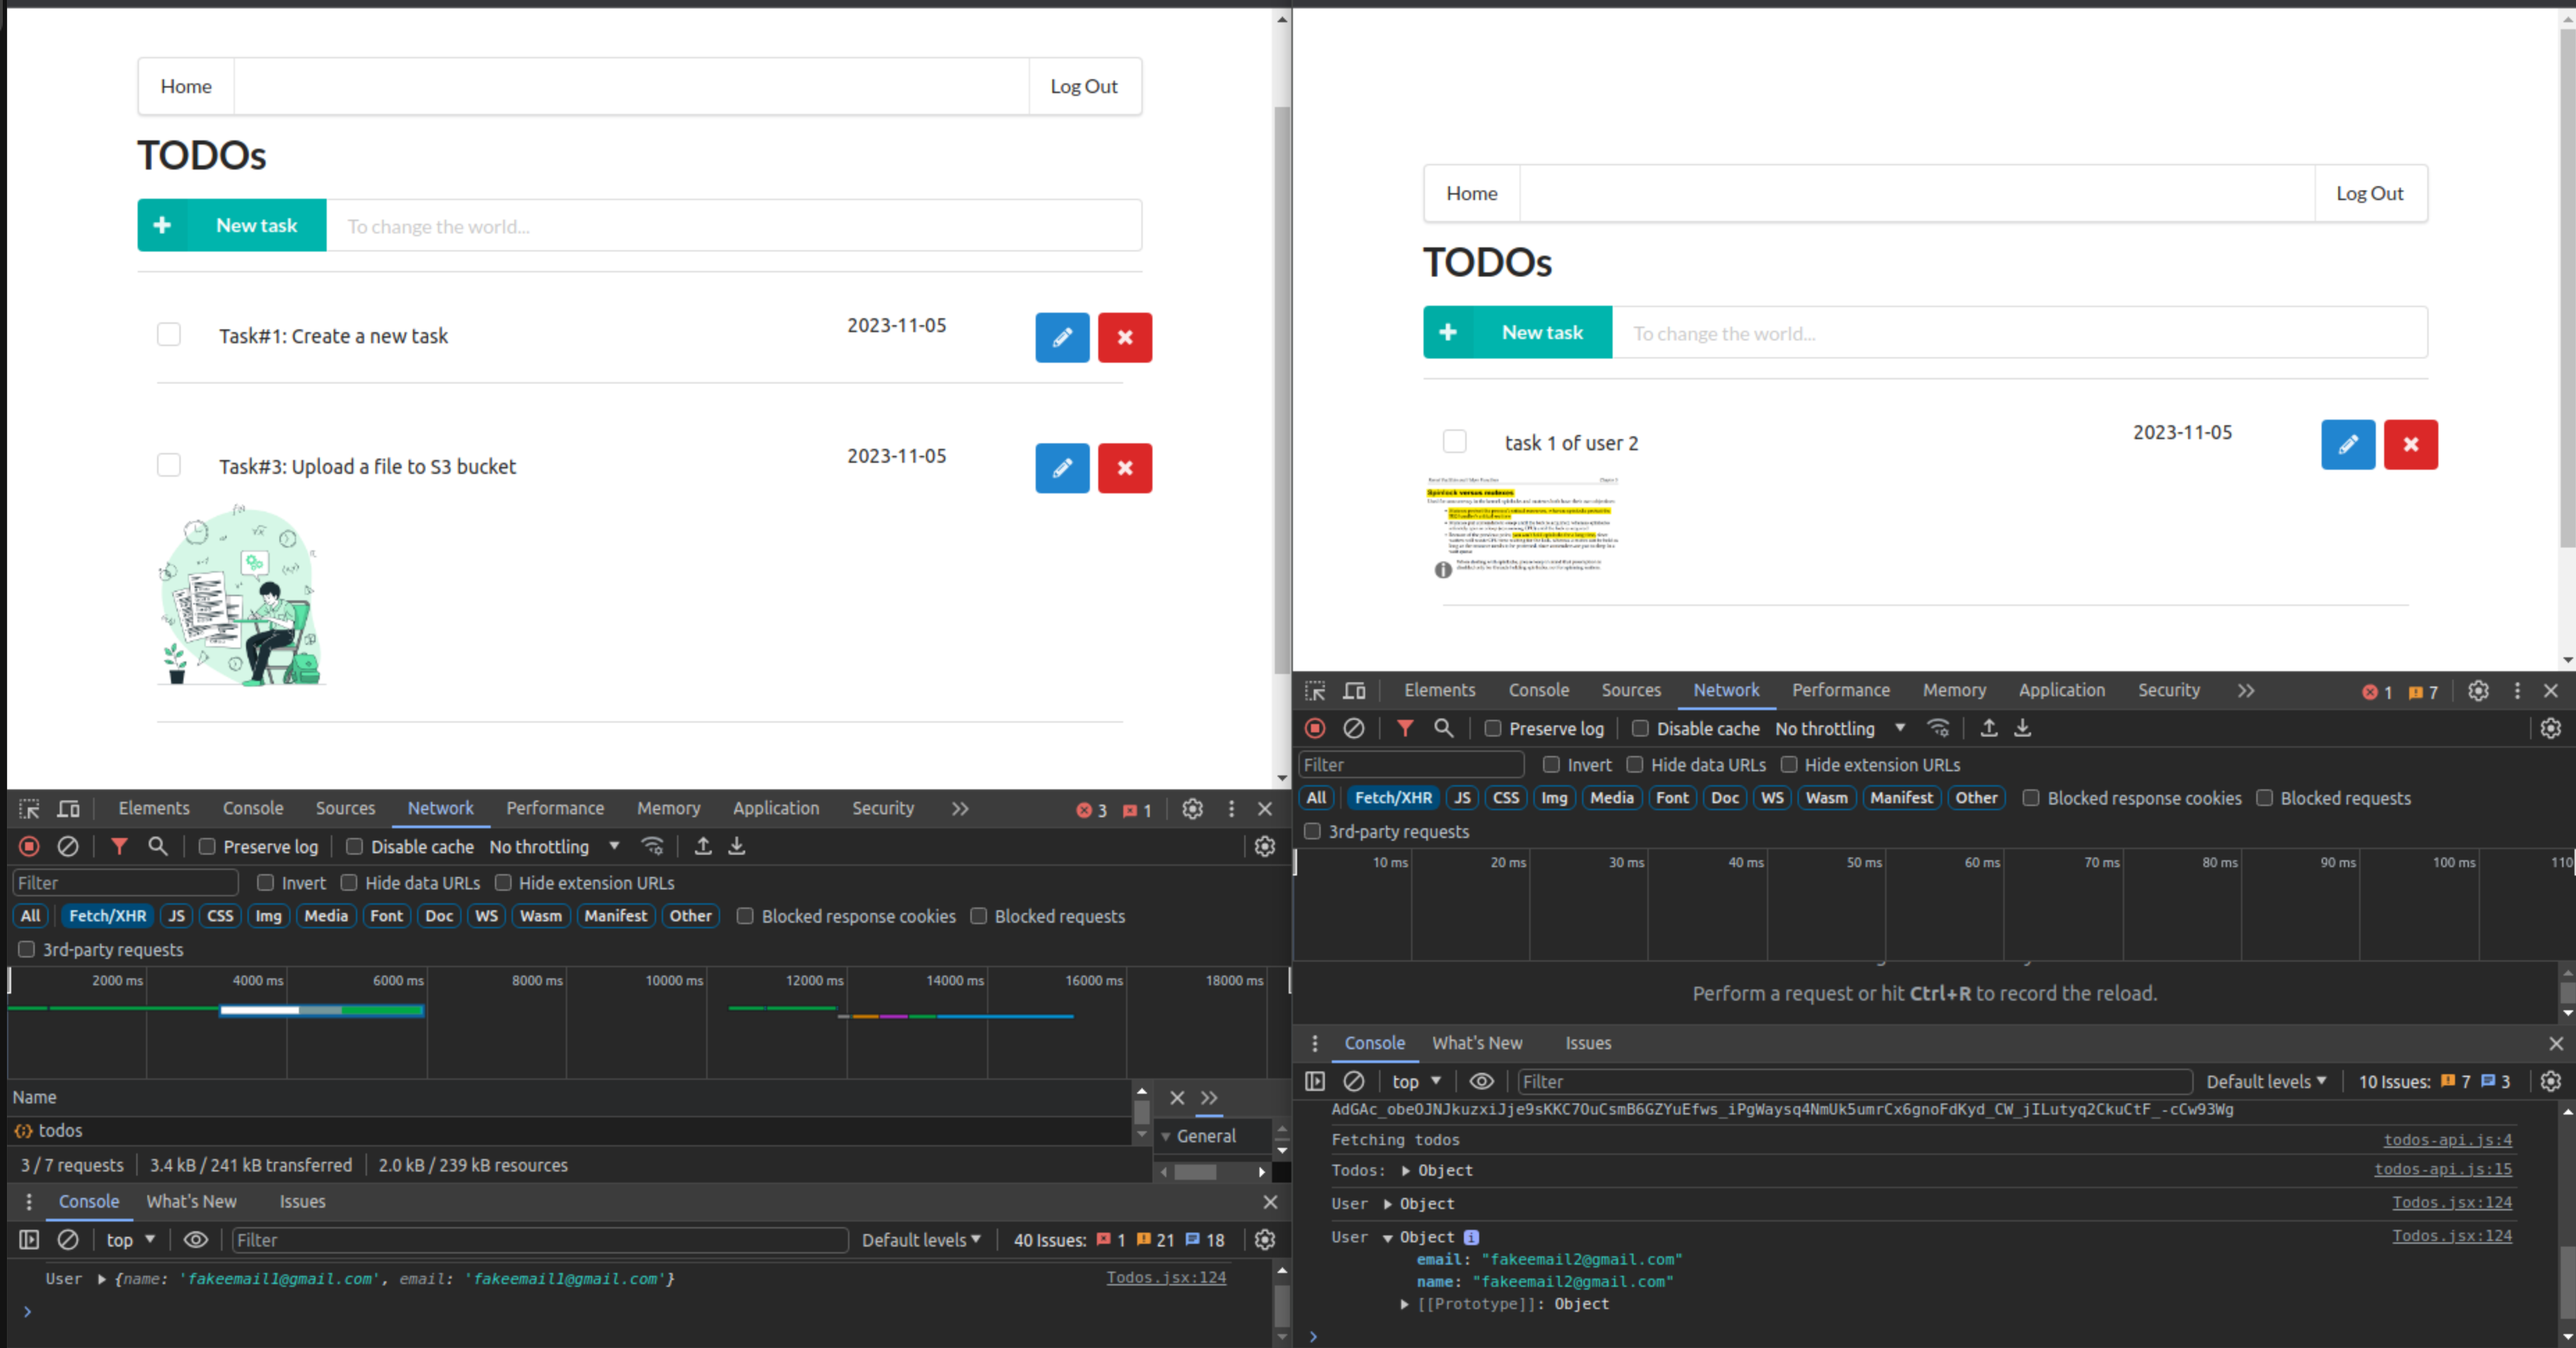 Home
Log Out
TODOs
New task
To change the world...
Task#1: Create a new task
2023-11-05
Task#3: Upload a file to S3 bucket
2023-11-05
Elements Console Sources Network Performance Memory Application Security
3 1
Preserve log Disable cache No throttling
Filter Invert Hide data URLs Hide extension URLs
All Fetch/XHR JS CSS Img Media Font Doc WS Wasm Manifest Other Blocked response cookies Blocked requests
3rd-party requests
2000 ms 4000 ms 6000 ms 8000 ms 10000 ms 12000 ms 14000 ms 16000 ms 18000 ms
Name
todos
General
3 / 7 requests 3.4 kB / 241 kB transferred 2.0 kB / 239 kB resources
Console What's New Issues
top Filter Default levels 40 Issues: 1 21 18
User {name: 'fakeemail1@gmail.com', email: 'fakeemail1@gmail.com'} Todos.jsx:124
Home
Log Out
TODOs
New task
To change the world...
task 1 of user 2
2023-11-05
Spinlock versus mutexes
Elements Console Sources Network Performance Memory Application Security
1 7
Preserve log Disable cache No throttling
Filter Invert Hide data URLs Hide extension URLs
All Fetch/XHR JS CSS Img Media Font Doc WS Wasm Manifest Other Blocked response cookies Blocked requests
3rd-party requests
10 ms 20 ms 30 ms 40 ms 50 ms 60 ms 70 ms 80 ms 90 ms 100 ms 110
Perform a request or hit Ctrl+R to record the reload.
Console What's New Issues
top Filter Default levels 10 Issues: 7 3
AdGAc_obeOJNJkuzxiJje9sKKC7OuCsmB6GZYuEfws_iPgWaysq4NmUk5umrCx6gnoFdKyd_CW_jILutyq2CkuCtF_-cCw93Wg
Fetching todos todos-api.js:4
Todos: Object todos-api.js:15
User Object Todos.jsx:124
User Object Todos.jsx:124
email: "fakeemail2@gmail.com"
name: "fakeemail2@gmail.com"
[[Prototype]]: Object